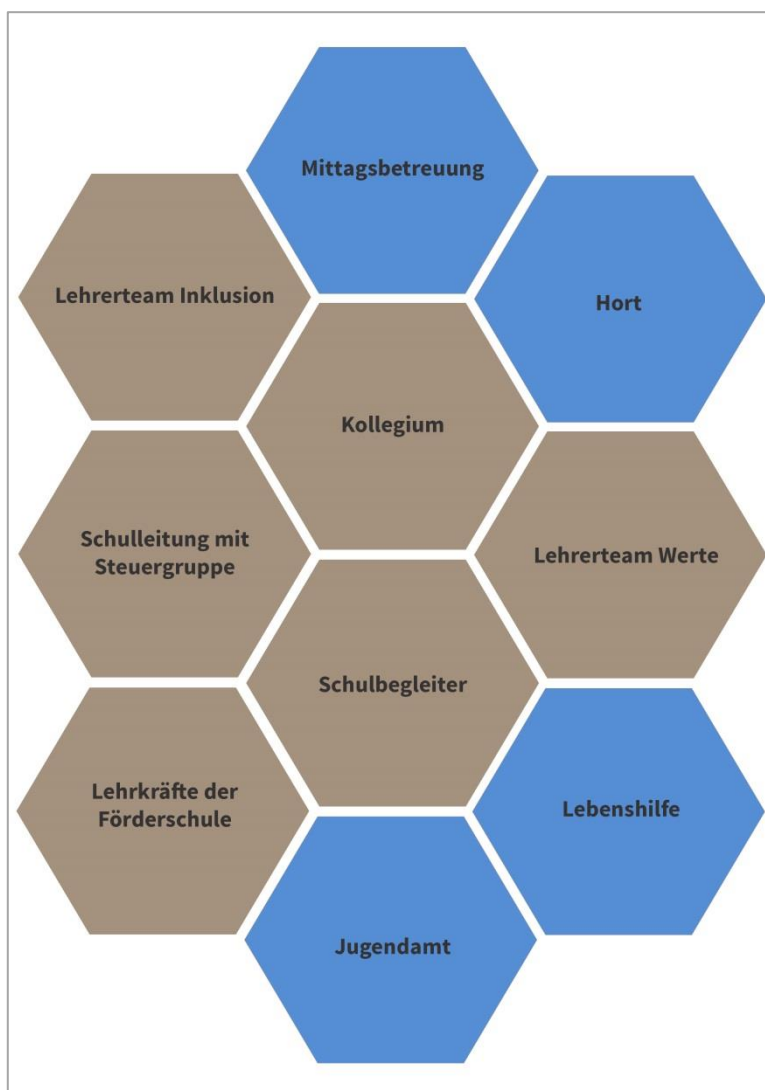 Mittagsbetreuung
Lehrerteam Inklusion
Hort
Kollegium
Schulleitung mit
Steuergruppe
Lehrerteam Werte
Schulbegleiter
Lehrkräfte der
Förderschule
Lebenshilfe
Jugendamt